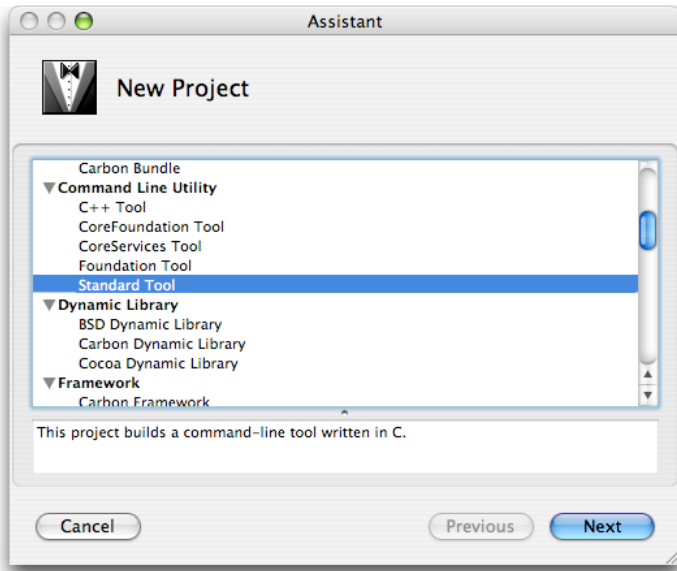 Assistant
New Project
Carbon Bundle
Command Line Utility
C++ Tool
CoreFoundation Tool
CoreServices Tool
Foundation Tool
Standard Tool
Dynamic Library
BSD Dynamic Library
Carbon Dynamic Library
Cocoa Dynamic Library
Framework
Carbon Framework
This project builds a command-line tool written in C.
Cancel
Previous
Next